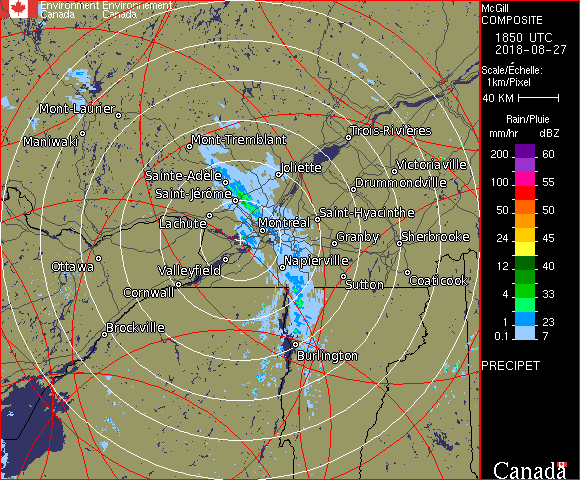 Environment Environnement
Canada Canada
McGill
COMPOSITE
1850 UTC
2018-08-27
Scale/Échelle:
1km/Pixel
40 KM
Rain/Pluie
mm/hr dBZ
200 60
100 55
50 50
24 45
12 40
4 33
1 23
0.1 7
PRECIPET
Canada
Mont-Laurier
Maniwaki
Mont-Tremblant
Trois-Rivières
Sainte-Adèle
Joliette
Victoriaville
Saint-Jérôme
Drummondville
Lachute
Montréal
Saint-Hyacinthe
Granby
Sherbrooke
Ottawa
Valleyfield
Napierville
Cornwall
Sutton
Coaticook
Brockville
Burlington